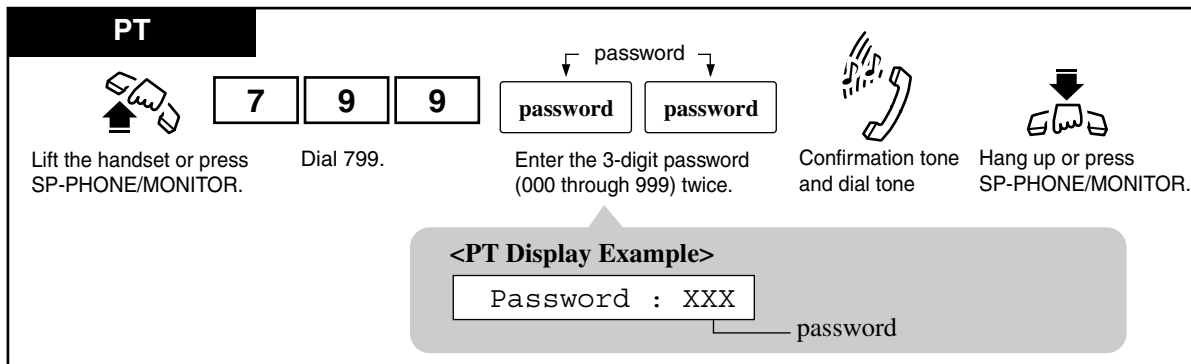 PT
password
7 9 9
password password
Lift the handset or press
SP-PHONE/MONITOR.
Dial 799.
Enter the 3-digit password
(000 through 999) twice.
Confirmation tone
and dial tone
Hang up or press
SP-PHONE/MONITOR.
<PT Display Example>
Password : XXX
password